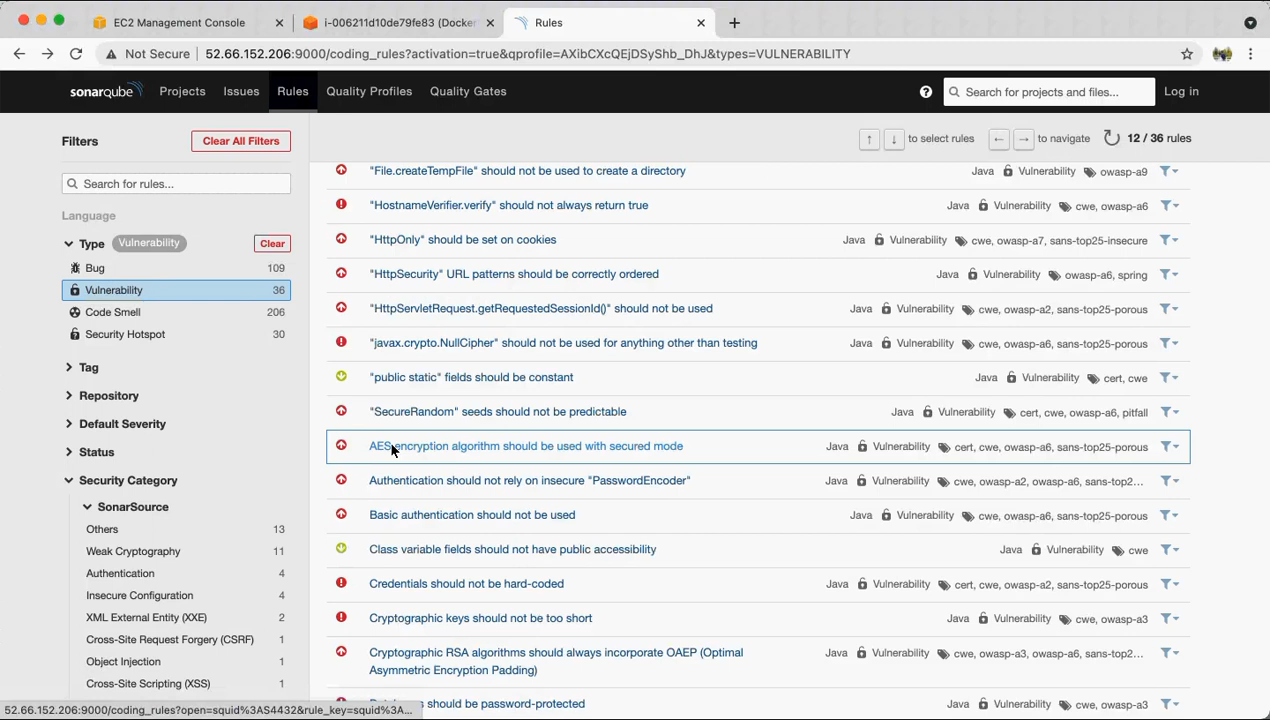 EC2 Management Console
i-006211d10de79fe83 (Docker
Rules
Not Secure 52.66.152.206:9000/coding_rules?activation=true&qprofile=AXibCXcQEjDSyShb_DhJ&types=VULNERABILITY
sonarqube Projects Issues Rules Quality Profiles Quality Gates Search for projects and files... Log in
Filters Clear All Filters
to select rules to navigate 12 / 36 rules
Search for rules...
Language
Type Vulnerability Clear
Bug 109
Vulnerability 36
Code Smell 206
Security Hotspot 30
Tag
Repository
Default Severity
Status
Security Category
SonarSource
Others 13
Weak Cryptography 11
Authentication 4
Insecure Configuration 4
XML External Entity (XXE) 2
Cross-Site Request Forgery (CSRF) 1
Object Injection 1
Cross-Site Scripting (XSS) 1
"File.createTempFile" should not be used to create a directory Java Vulnerability owasp-a9
"HostnameVerifier.verify" should not always return true Java Vulnerability cwe, owasp-a6
"HttpOnly" should be set on cookies Java Vulnerability cwe, owasp-a7, sans-top25-insecure
"HttpSecurity" URL patterns should be correctly ordered Java Vulnerability owasp-a6, spring
"HttpServletRequest.getRequestedSessionId()" should not be used Java Vulnerability cwe, owasp-a2, sans-top25-porous
"javax.crypto.NullCipher" should not be used for anything other than testing Java Vulnerability cwe, owasp-a6, sans-top25-porous
"public static" fields should be constant Java Vulnerability cert, cwe
"SecureRandom" seeds should not be predictable Java Vulnerability cert, cwe, owasp-a6, pitfall
AES encryption algorithm should be used with secured mode Java Vulnerability cert, cwe, owasp-a6, sans-top25-porous
Authentication should not rely on insecure "PasswordEncoder" Java Vulnerability cwe, owasp-a2, owasp-a6, sans-top2...
Basic authentication should not be used Java Vulnerability cwe, owasp-a6, sans-top25-porous
Class variable fields should not have public accessibility Java Vulnerability cwe
Credentials should not be hard-coded Java Vulnerability cert, cwe, owasp-a2, sans-top25-porous
Cryptographic keys should not be too short Java Vulnerability cwe, owasp-a3
Cryptographic RSA algorithms should always incorporate OAEP (Optimal Java Vulnerability cwe, owasp-a3, owasp-a6, sans-top2...
Asymmetric Encryption Padding)
should be password-protected Java Vulnerability cwe, owasp-a3
52.66.152.206:9000/coding_rules?open=squid%3AS4432&rule_key=squid%3A...